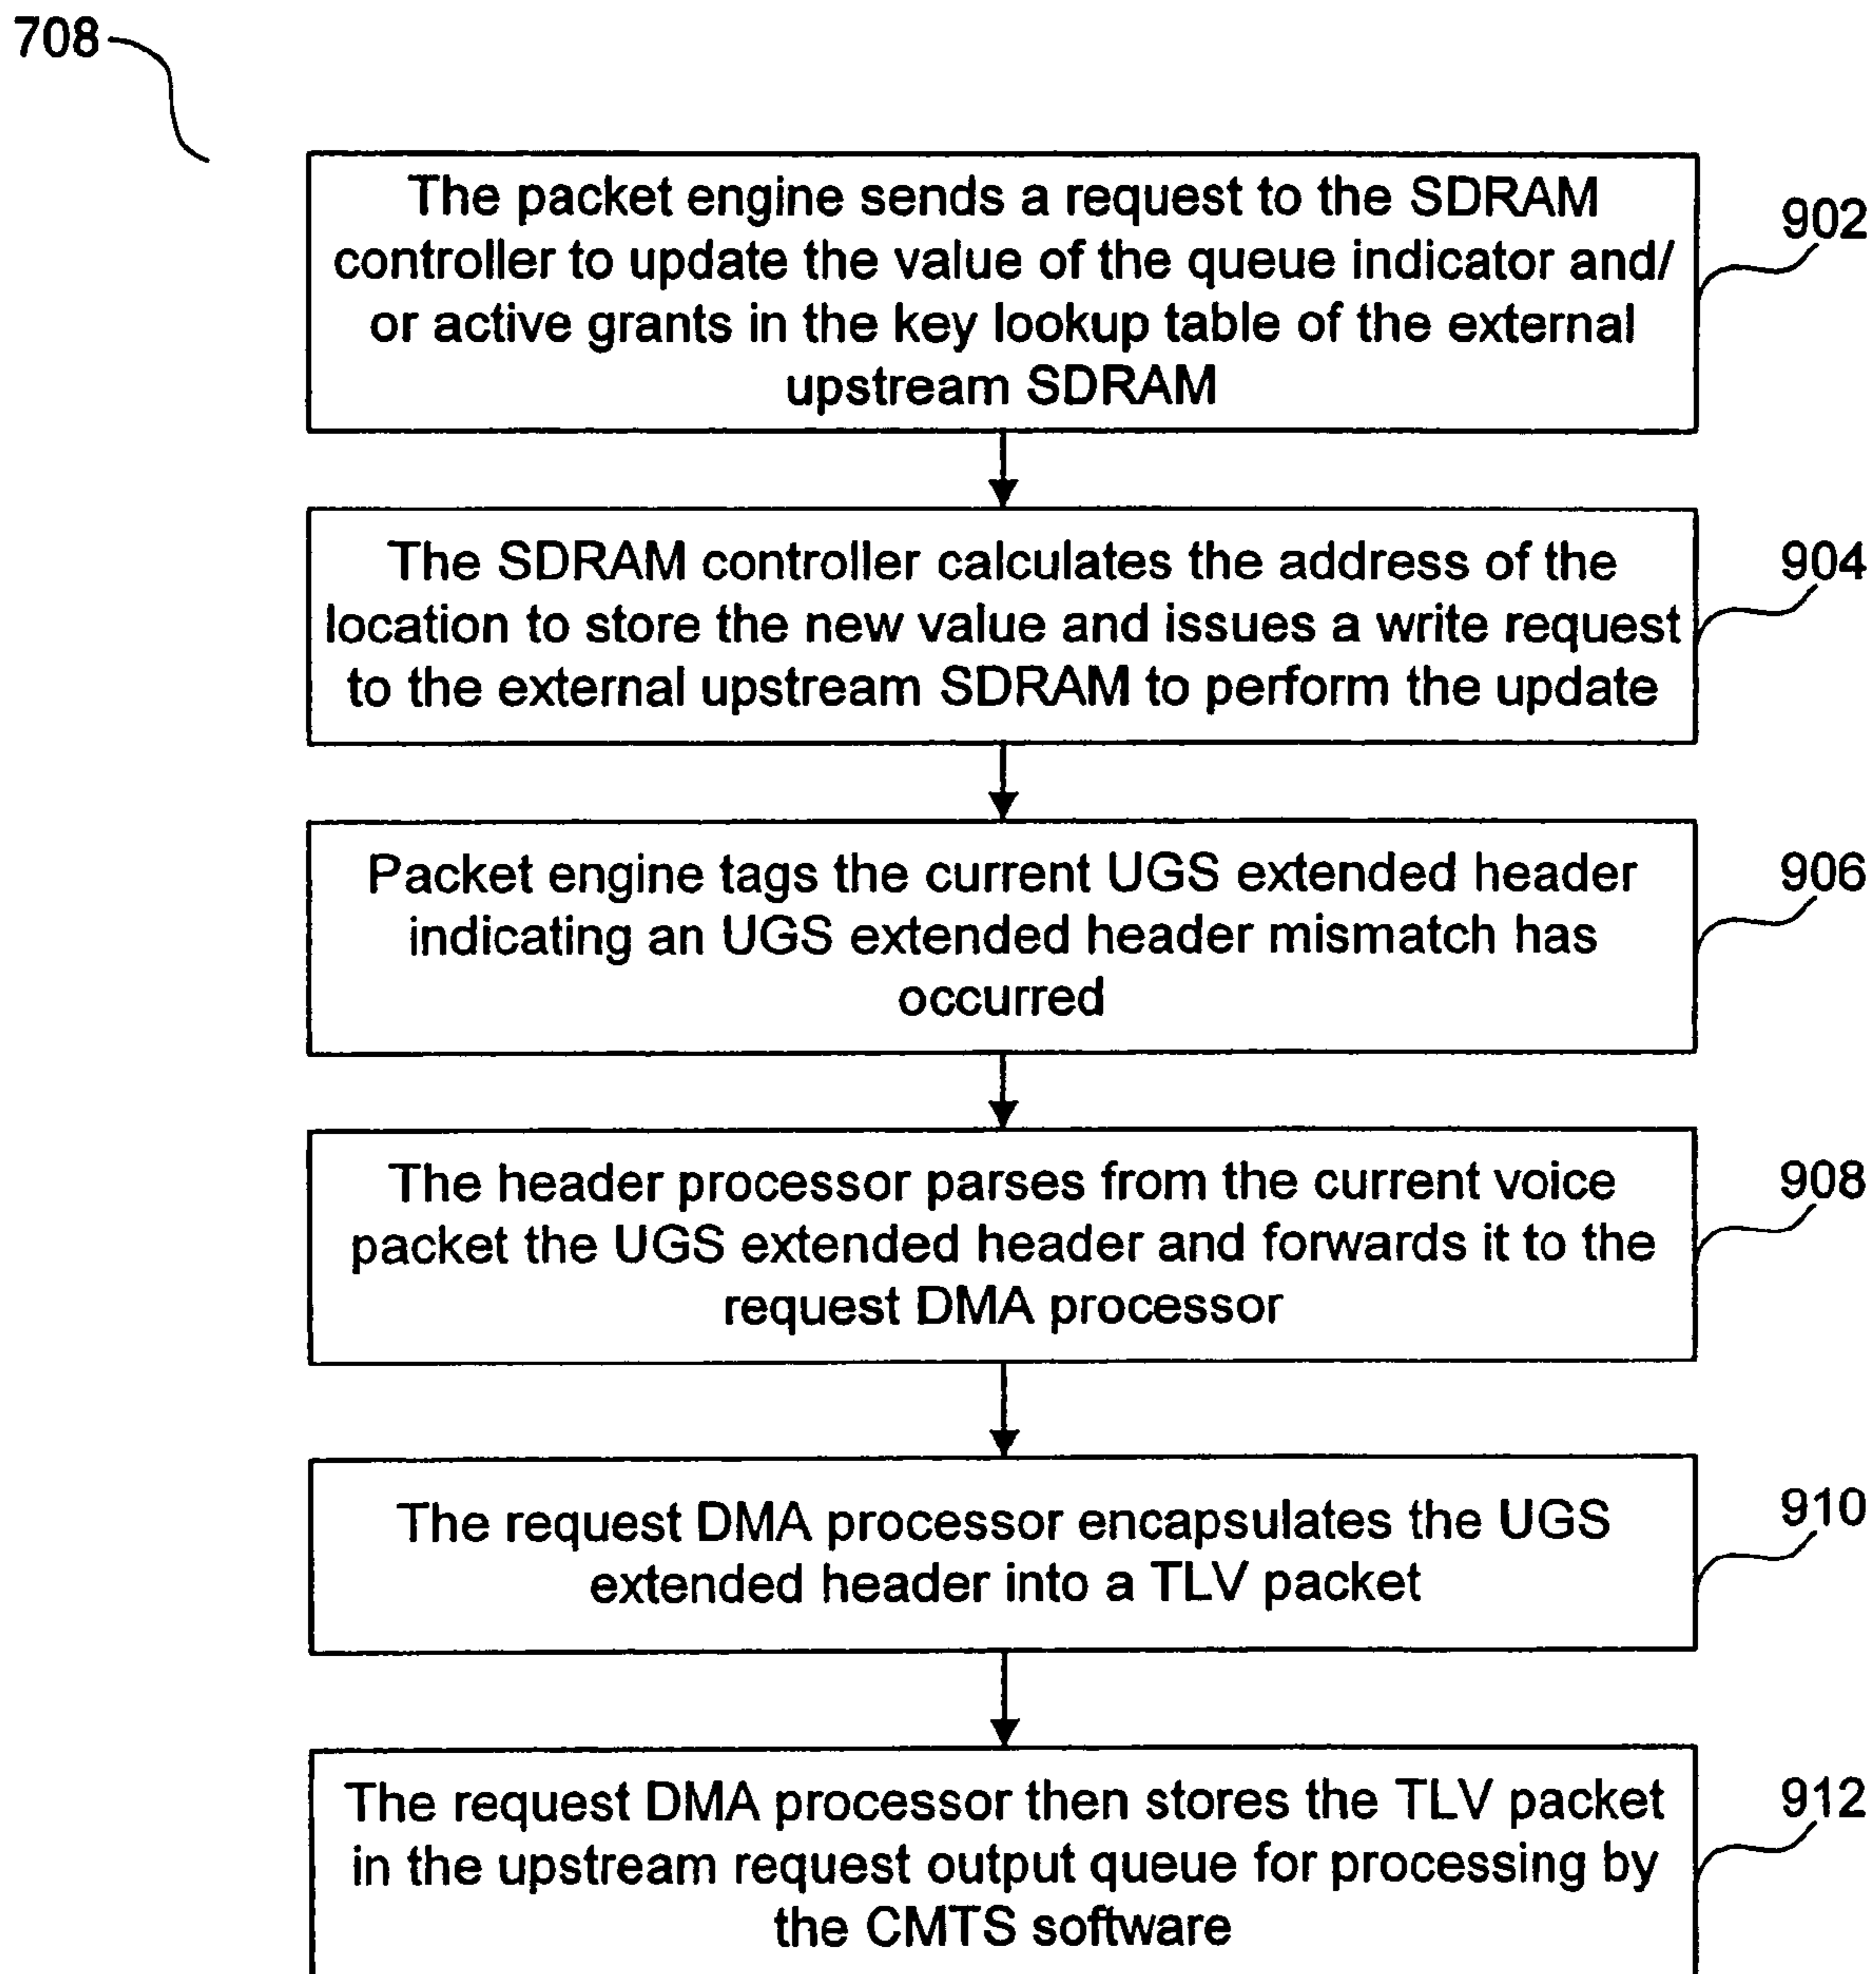 708
The packet engine sends a request to the SDRAM
controller to update the value of the queue indicator and/
or active grants in the key lookup table of the external
upstream SDRAM
902
The SDRAM controller calculates the address of the
location to store the new value and issues a write request
to the external upstream SDRAM to perform the update
904
Packet engine tags the current UGS extended header
indicating an UGS extended header mismatch has
occurred
906
The header processor parses from the current voice
packet the UGS extended header and forwards it to the
request DMA processor
908
The request DMA processor encapsulates the UGS
extended header into a TLV packet
910
The request DMA processor then stores the TLV packet
in the upstream request output queue for processing by
the CMTS software
912